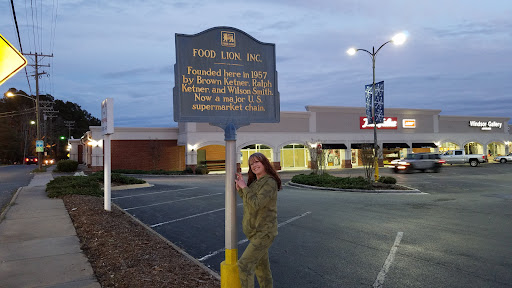 FOOD LION, INC.
Founded here in 1957
by Brown Ketner, Ralph
Ketner, and Wilson Smith.
Now a major U. S.
supermarket chain.
Windsor Gallery